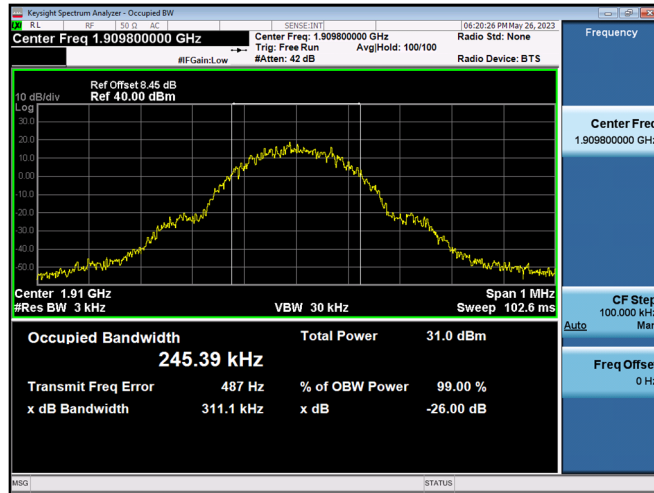 Keysight Spectrum Analyzer - Occupied BW
RL RF 50 Ω AC SENSE:INT 06:20:26 PM May 26, 2023
Center Freq 1.909800000 GHz
Center Freq: 1.909800000 GHz Radio Std: None
Trig: Free Run Avg|Hold: 100/100
#IFGain:Low #Atten: 42 dB Radio Device: BTS
Ref Offset 8.45 dB
10 dB/div Ref 40.00 dBm
Log
30.0
20.0
10.0
0.00
-10.0
-20.0
-30.0
-40.0
-50.0
Center 1.91 GHz Span 1 MHz
#Res BW 3 kHz VBW 30 kHz Sweep 102.6 ms
Occupied Bandwidth Total Power 31.0 dBm
245.39 kHz
Transmit Freq Error 487 Hz % of OBW Power 99.00 %
x dB Bandwidth 311.1 kHz x dB -26.00 dB
MSG STATUS
Frequency
Center Freq
1.909800000 GHz
CF Step
100.000 kHz
Auto Man
Freq Offset
0 Hz